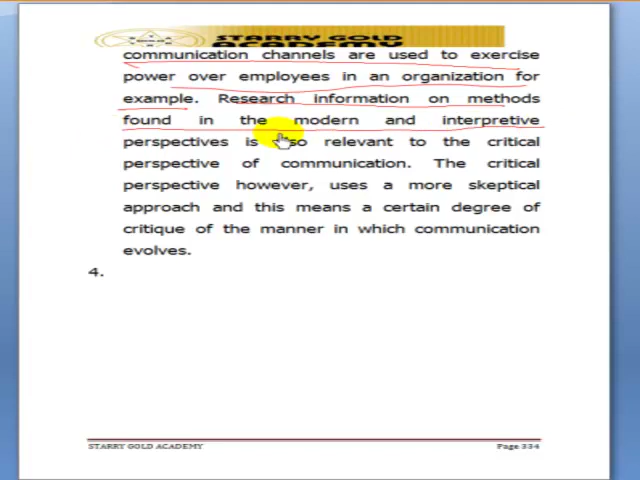 STARRY GOLD
ACADEMY
communication channels are used to exercise
power over employees in an organization for
example. Research information on methods
found in the modern and interpretive
perspectives is also relevant to the critical
perspective of communication. The critical
perspective however, uses a more skeptical
approach and this means a certain degree of
critique of the manner in which communication
evolves.
4.
STARRY GOLD ACADEMY Page 334